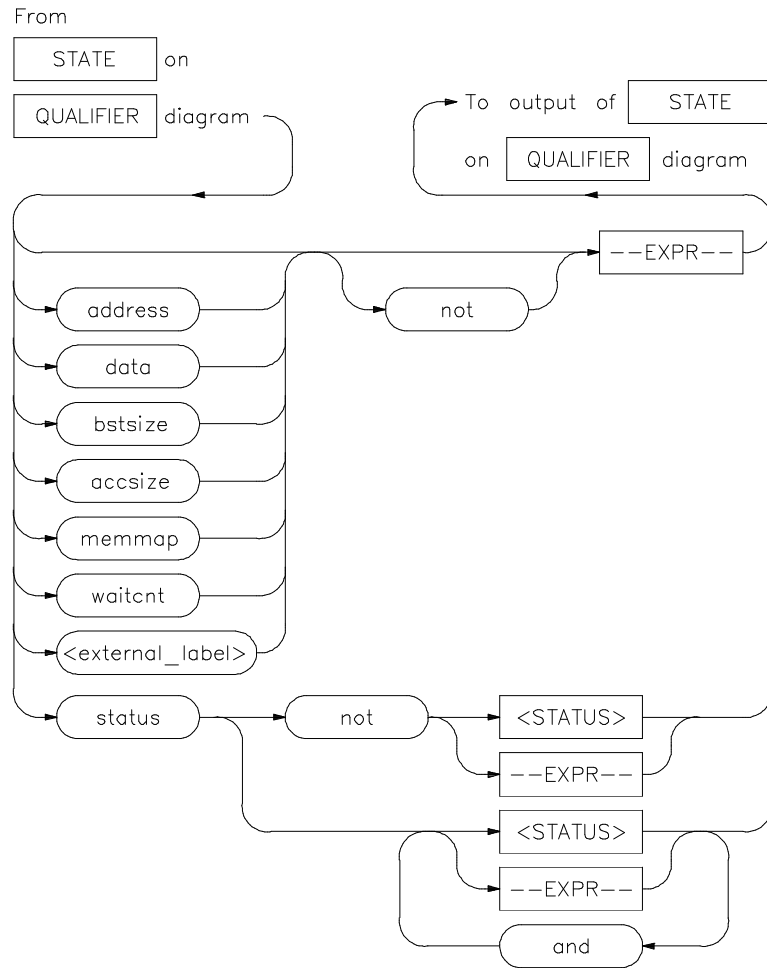 From
STATE on
QUALIFIER diagram
To output of STATE
on QUALIFIER diagram
--EXPR--
address
not
data
bstsize
accsize
memmap
waitcnt
<external_label>
status not <STATUS>
--EXPR--
<STATUS>
--EXPR--
and